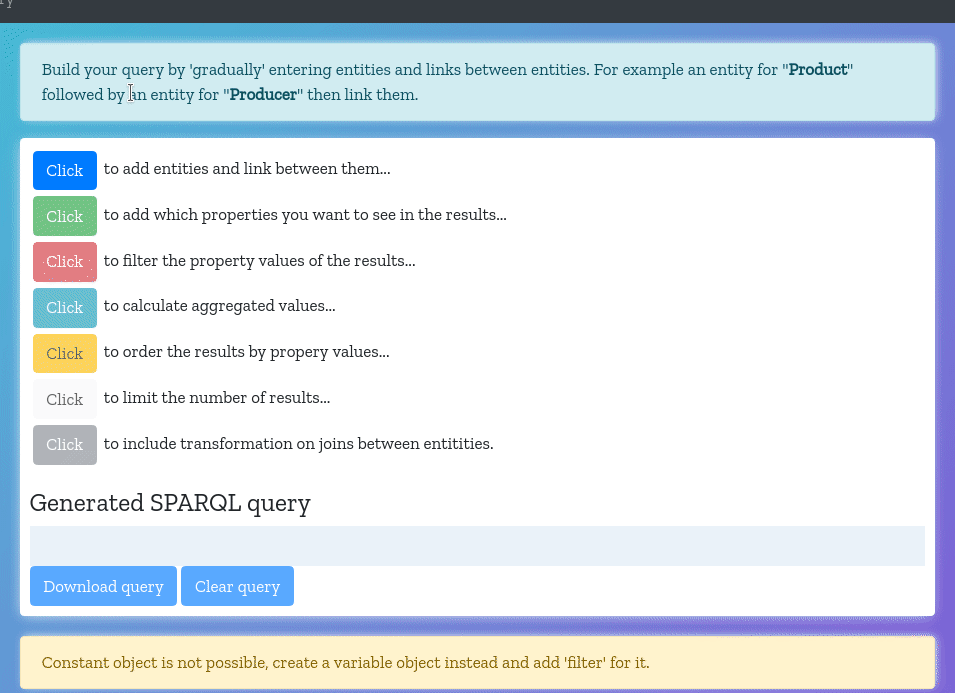 Build your query by 'gradually' entering entities and links between entities. For example an entity for "Product"
followed by an entity for "Producer" then link them.
Click to add entities and link between them...
Click to add which properties you want to see in the results...
Click to filter the property values of the results...
Click to calculate aggregated values...
Click to order the results by propery values...
Click to limit the number of results...
Click to include transformation on joins between entitities.
Generated SPARQL query
Download query Clear query
Constant object is not possible, create a variable object instead and add 'filter' for it.